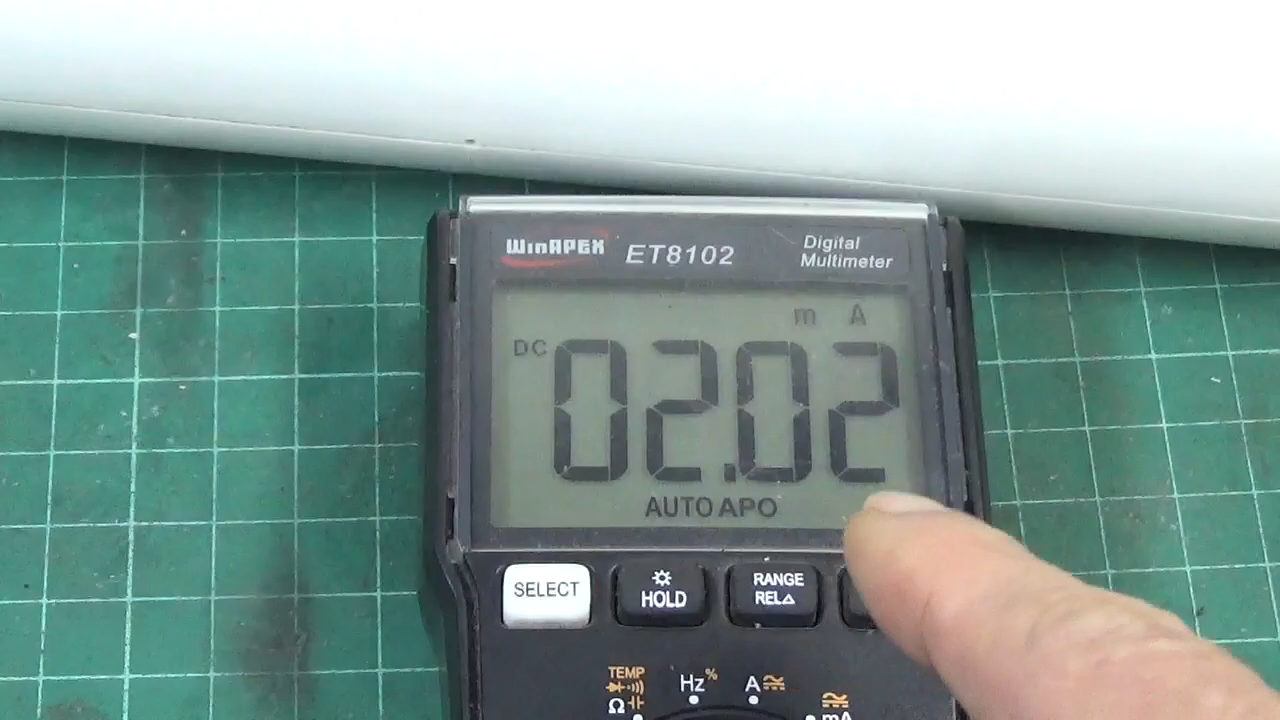 WINAPEX ET8102 Digital Multimeter
m A
DC 02.02
AUTO APO
SELECT
HOLD
RANGE
REL△
TEMP
Hz%
A
Ω
mA